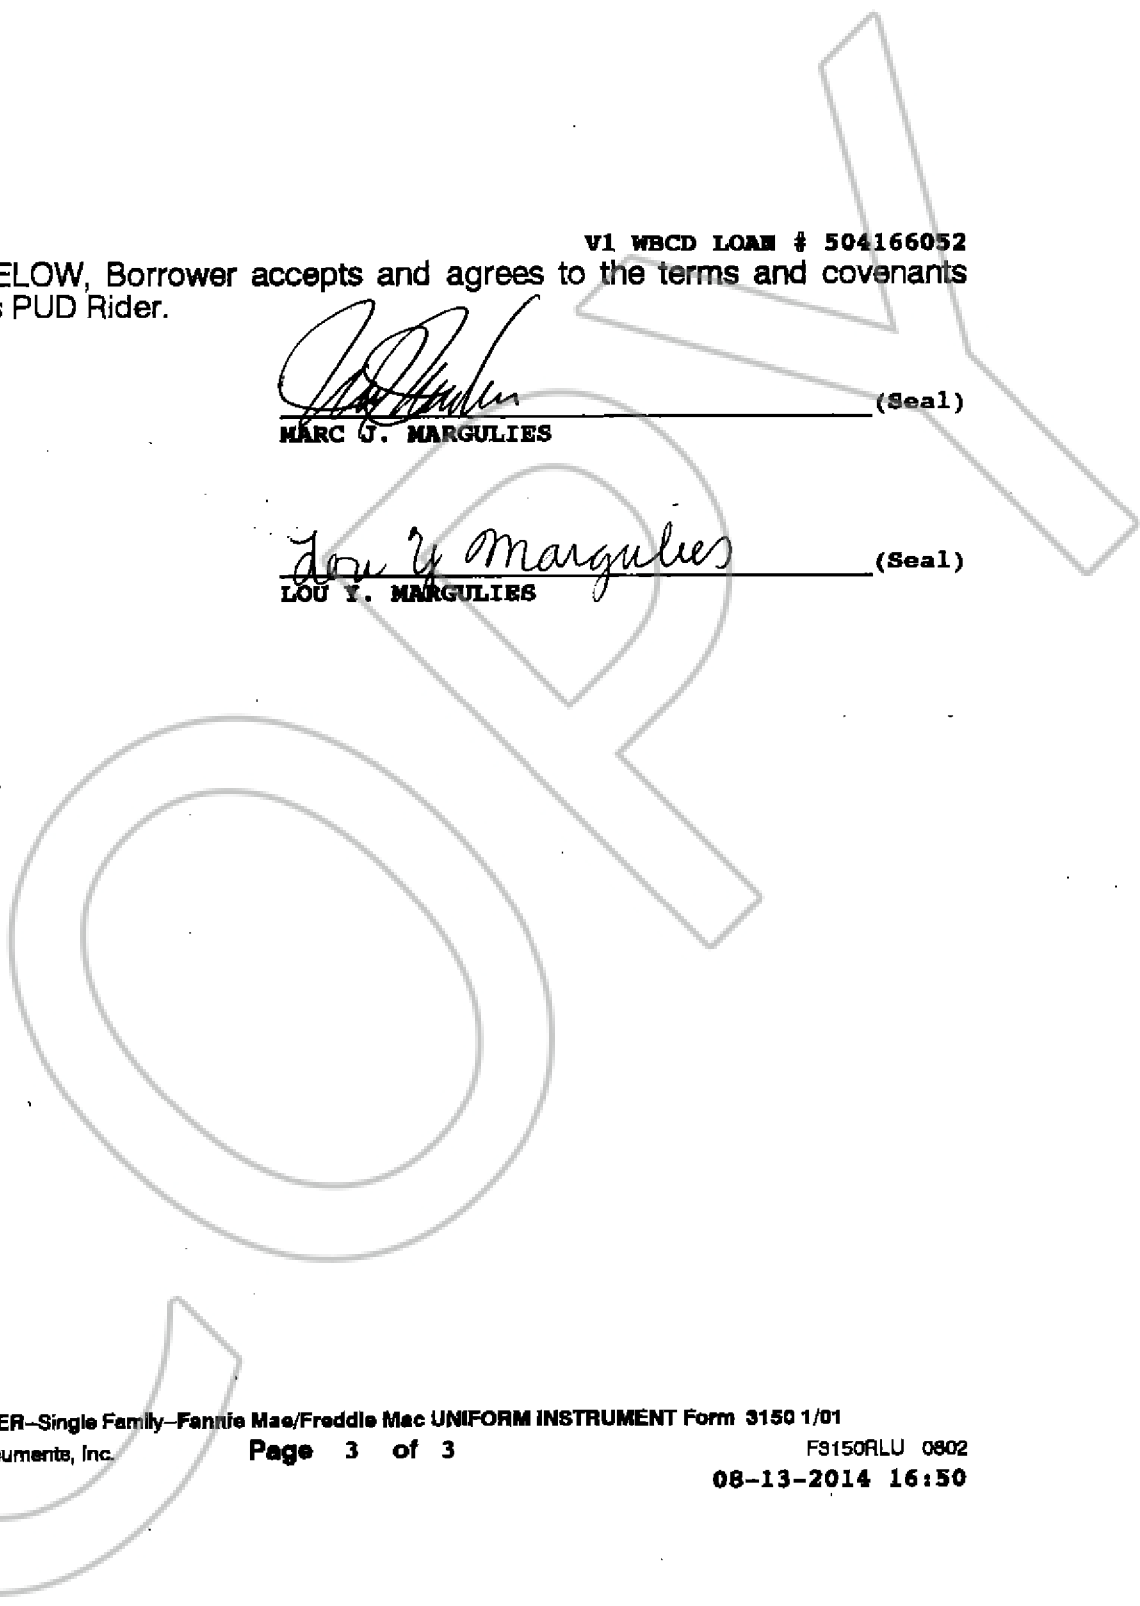 V1 WBCD LOAN # 504166052
ELOW, Borrower accepts and agrees to the terms and covenants
s PUD Rider.
(Seal)
MARC J. MARGULIES
Lou Y Margulies (Seal)
LOU Y. MARGULIES
COPY
ER–Single Family–Fannie Mae/Freddie Mac UNIFORM INSTRUMENT Form 3150 1/01
uments, Inc. Page 3 of 3 F3150RLU 0802
08-13-2014 16:50